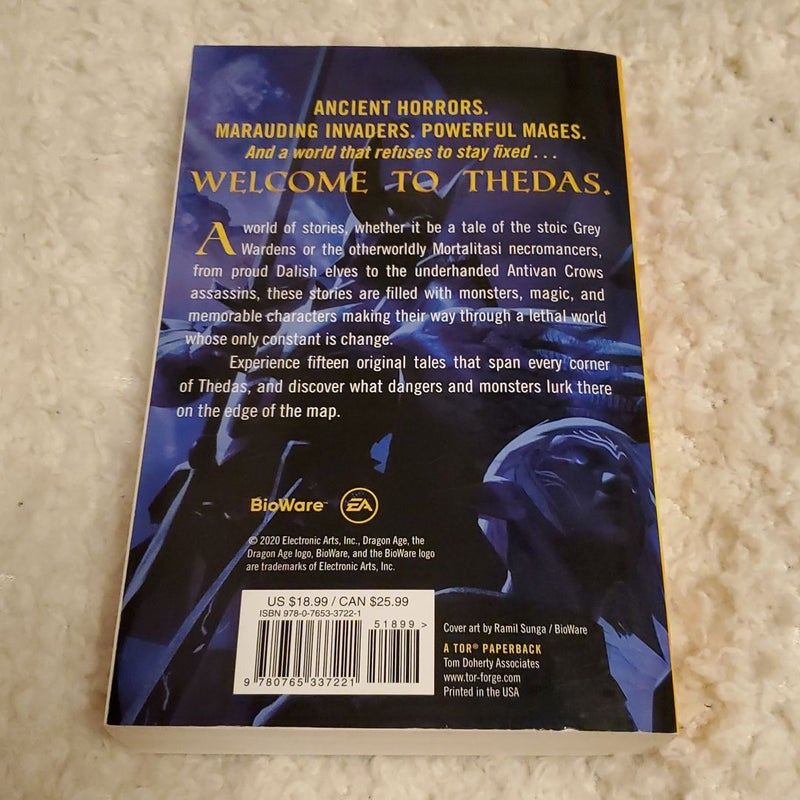 ANCIENT HORRORS.
MARAUDING INVADERS. POWERFUL MAGES.
And a world that refuses to stay fixed . . .
WELCOME TO THEDAS.
A world of stories, whether it be a tale of the stoic Grey
Wardens or the otherworldly Mortalitasi necromancers,
from proud Dalish elves to the underhanded Antivan Crows
assassins, these stories are filled with monsters, magic, and
memorable characters making their way through a lethal world
whose only constant is change.
Experience fifteen original tales that span every corner
of Thedas, and discover what dangers and monsters lurk there
on the edge of the map.
BioWare™ EA
© 2020 Electronic Arts, Inc., Dragon Age, the
Dragon Age logo, BioWare, and the BioWare logo
are trademarks of Electronic Arts, Inc.
US $18.99 / CAN $25.99
ISBN 978-0-7653-3722-1
51899 >
9 780765 337221
Cover art by Ramil Sunga / BioWare
A TOR® PAPERBACK
Tom Doherty Associates
www.tor-forge.com
Printed in the USA